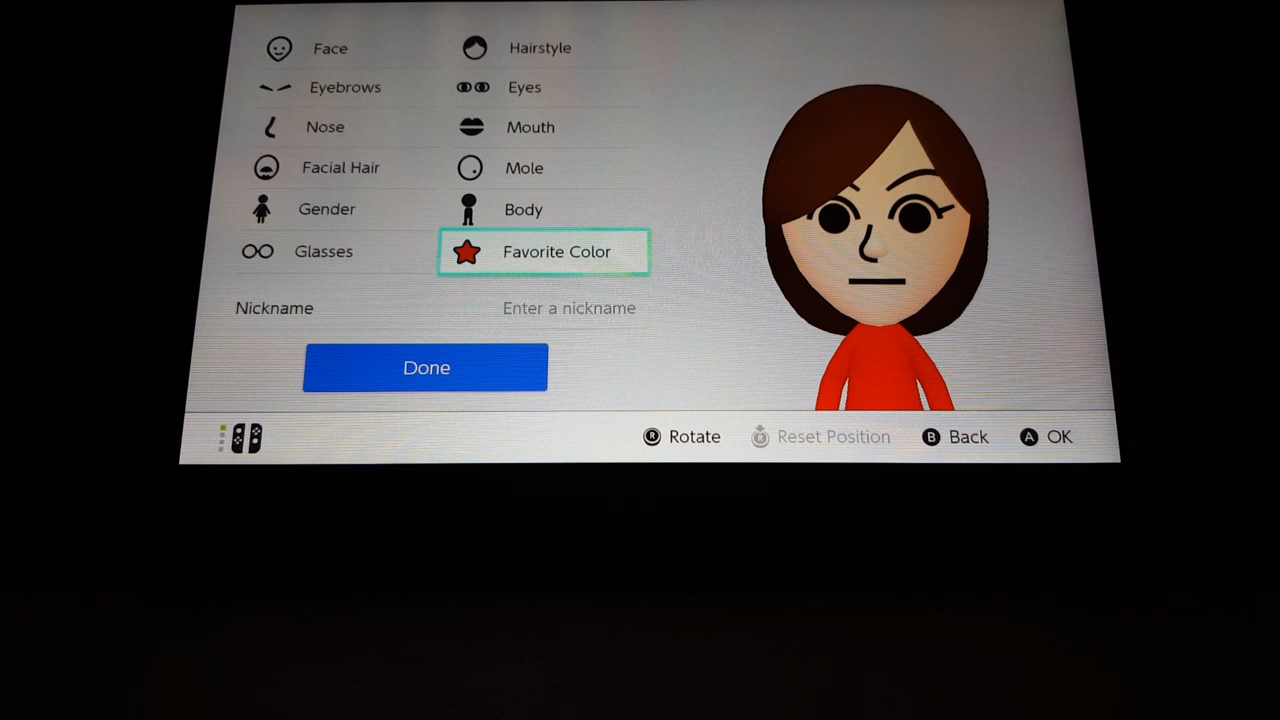 Face
Hairstyle
Eyebrows
Eyes
Nose
Mouth
Facial Hair
Mole
Gender
Body
Glasses
Favorite Color
Nickname
Enter a nickname
Done
R Rotate
R Reset Position
B Back
A OK